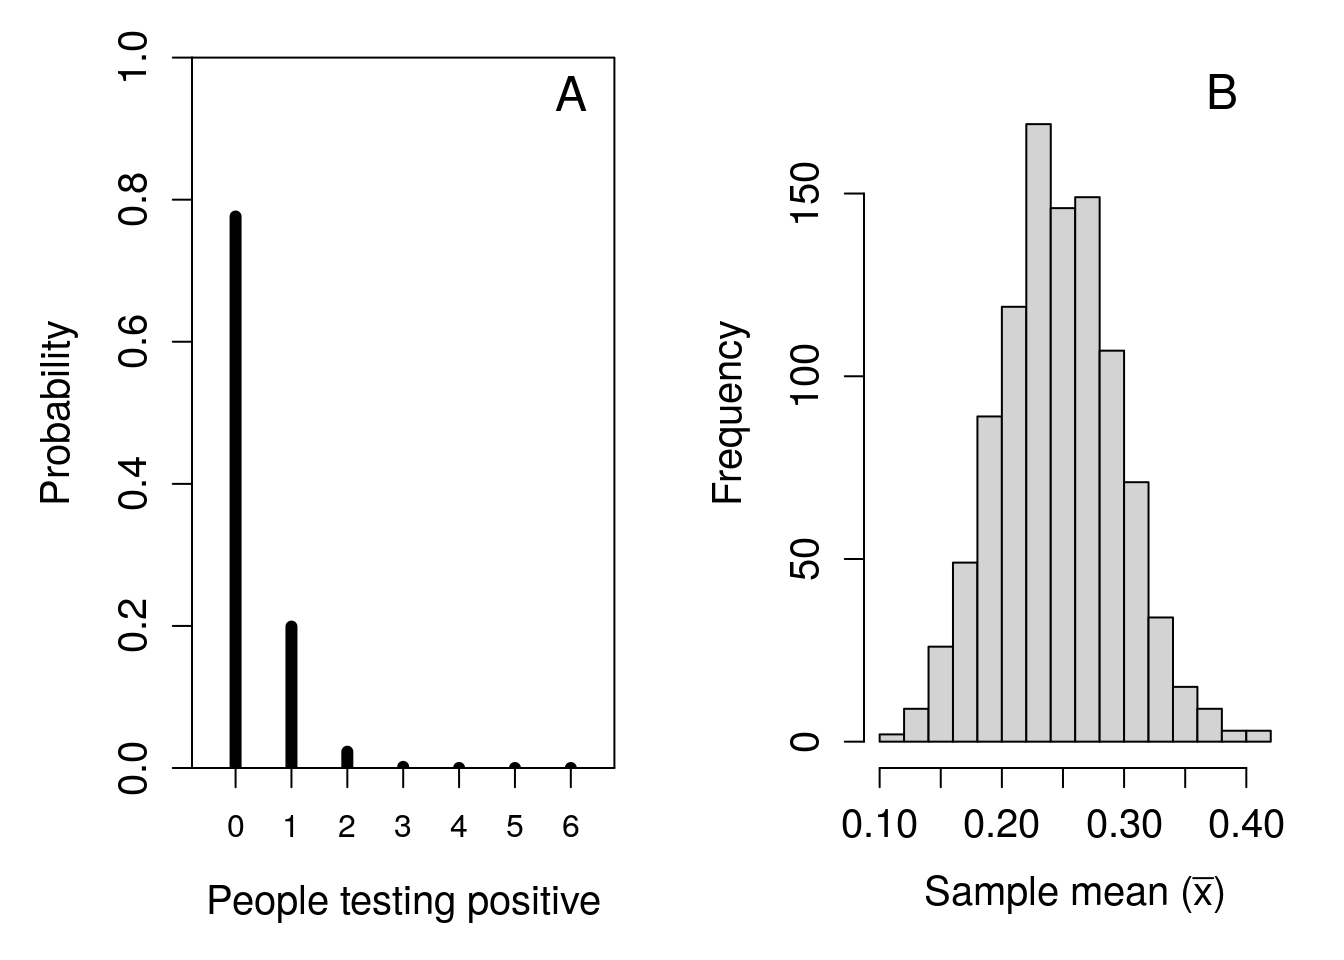 A
1.0
0.8
0.6
0.4
0.2
0.0
Probability
0 1 2 3 4 5 6
People testing positive
B
150
100
50
0
Frequency
0.10 0.20 0.30 0.40
Sample mean (x̅)